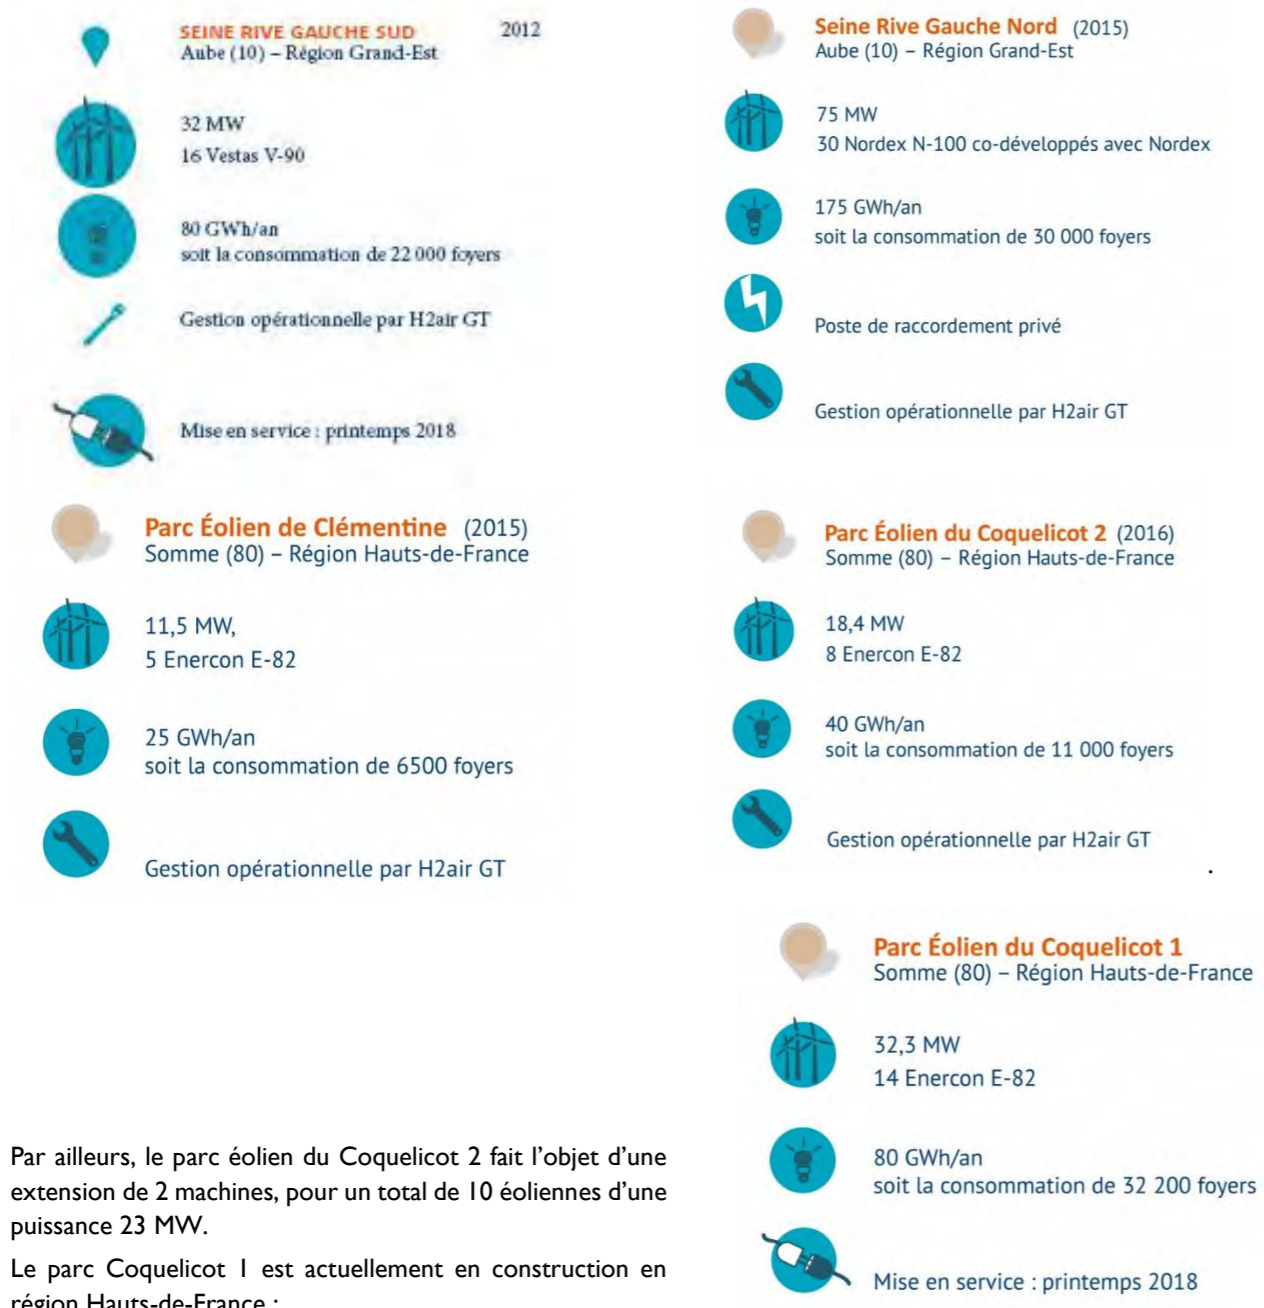 SEINE RIVE GAUCHE SUD 2012
Aube (10) – Région Grand-Est
32 MW
16 Vestas V-90
80 GWh/an
soit la consommation de 22 000 foyers
Gestion opérationnelle par H2air GT
Mise en service : printemps 2018
Seine Rive Gauche Nord (2015)
Aube (10) – Région Grand-Est
75 MW
30 Nordex N-100 co-développés avec Nordex
175 GWh/an
soit la consommation de 30 000 foyers
Poste de raccordement privé
Gestion opérationnelle par H2air GT
Parc Éolien de Clémentine (2015)
Somme (80) – Région Hauts-de-France
11,5 MW,
5 Enercon E-82
25 GWh/an
soit la consommation de 6500 foyers
Gestion opérationnelle par H2air GT
Parc Éolien du Coquelicot 2 (2016)
Somme (80) – Région Hauts-de-France
18,4 MW
8 Enercon E-82
40 GWh/an
soit la consommation de 11 000 foyers
Gestion opérationnelle par H2air GT
.
Par ailleurs, le parc éolien du Coquelicot 2 fait l’objet d’une
extension de 2 machines, pour un total de 10 éoliennes d’une
puissance 23 MW.
Le parc Coquelicot 1 est actuellement en construction en
région Hauts-de-France :
Parc Éolien du Coquelicot 1
Somme (80) – Région Hauts-de-France
32,3 MW
14 Enercon E-82
80 GWh/an
soit la consommation de 32 200 foyers
Mise en service : printemps 2018